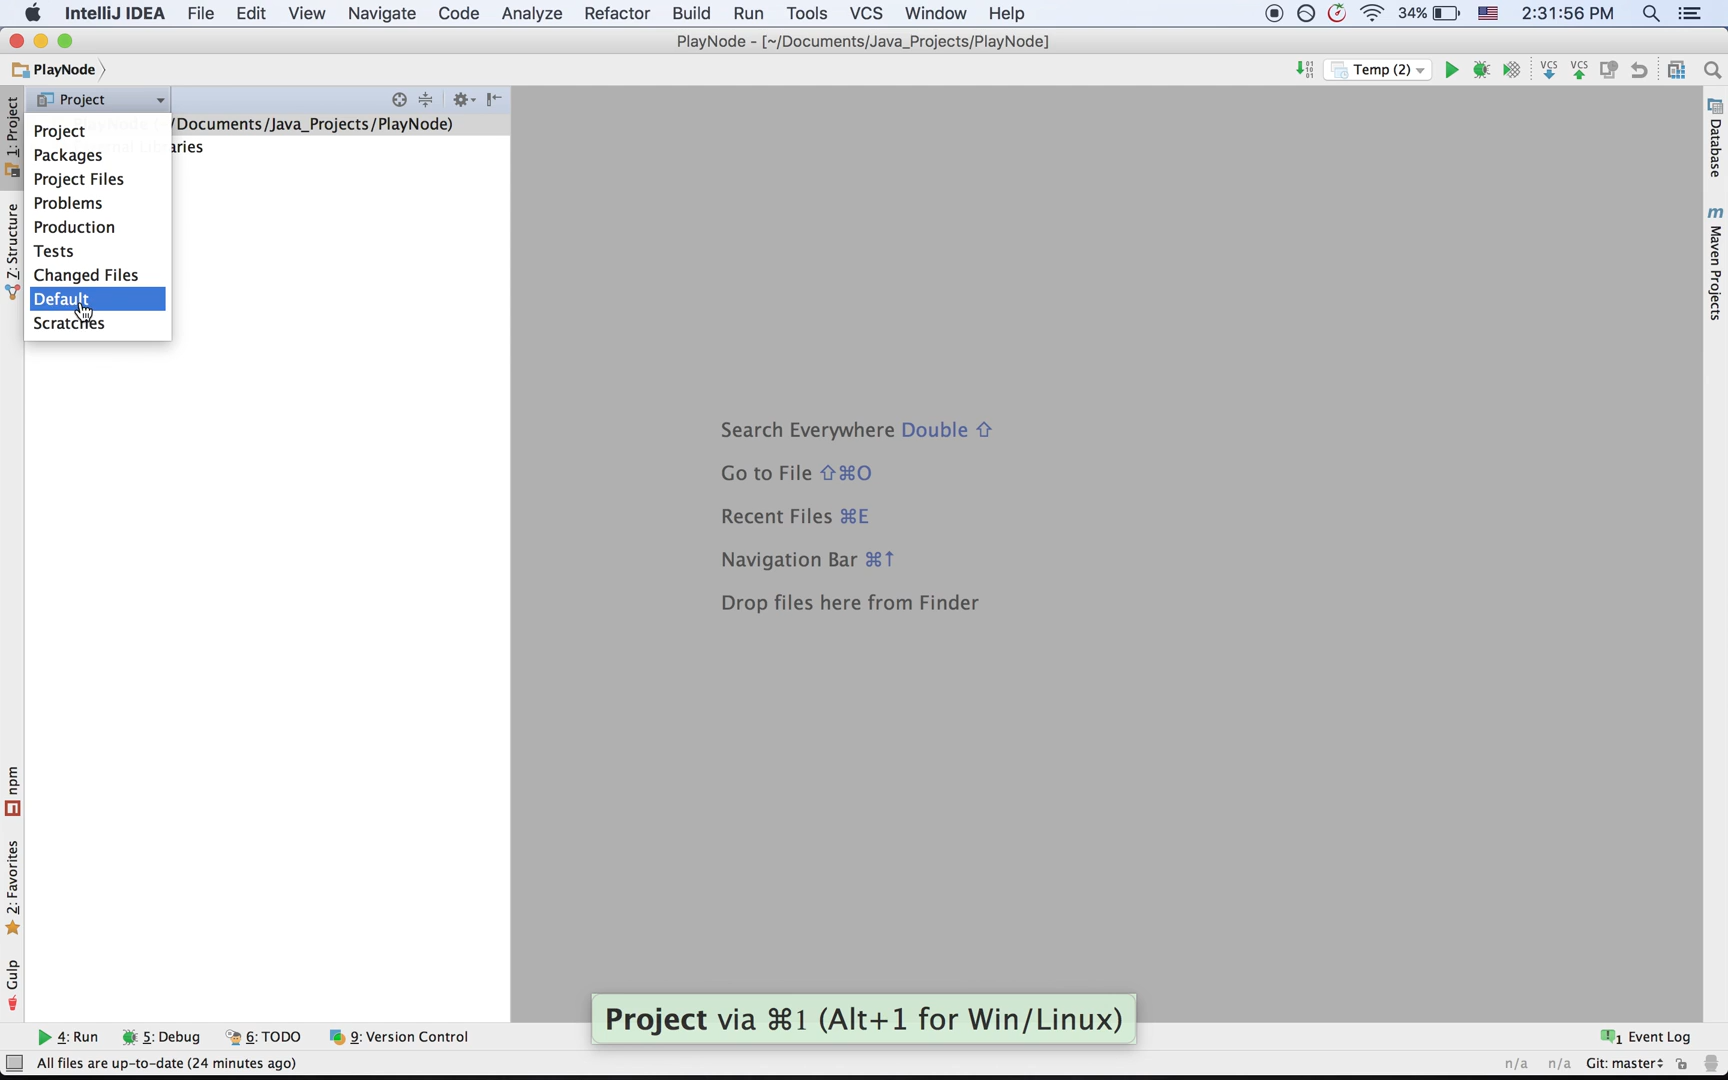 IntelliJ IDEA File Edit View Navigate Code Analyze Refactor Build Run Tools VCS Window Help 34% 2:31:56 PM
PlayNode - [~/Documents/Java_Projects/PlayNode]
PlayNode Temp (2) VCS VCS
Project
/Documents/Java_Projects/PlayNode)
Project
aries
Packages
Project Files
Problems
Production
Tests
Changed Files
Default
Scratches
1: Project
Z: Structure
npm
2: Favorites
Gulp
Search Everywhere Double ⇧
Go to File ⇧⌘O
Recent Files ⌘E
Navigation Bar ⌘↑
Drop files here from Finder
Database
m Maven Projects
Project via ⌘1 (Alt+1 for Win/Linux)
4: Run 5: Debug 6: TODO 9: Version Control 1 Event Log
All files are up-to-date (24 minutes ago) n/a n/a Git: master